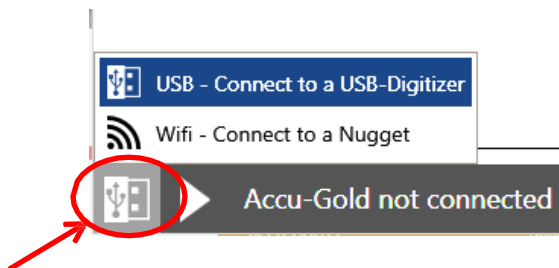 USB - Connect to a USB-Digitizer
Wifi - Connect to a Nugget
Accu-Gold not connected